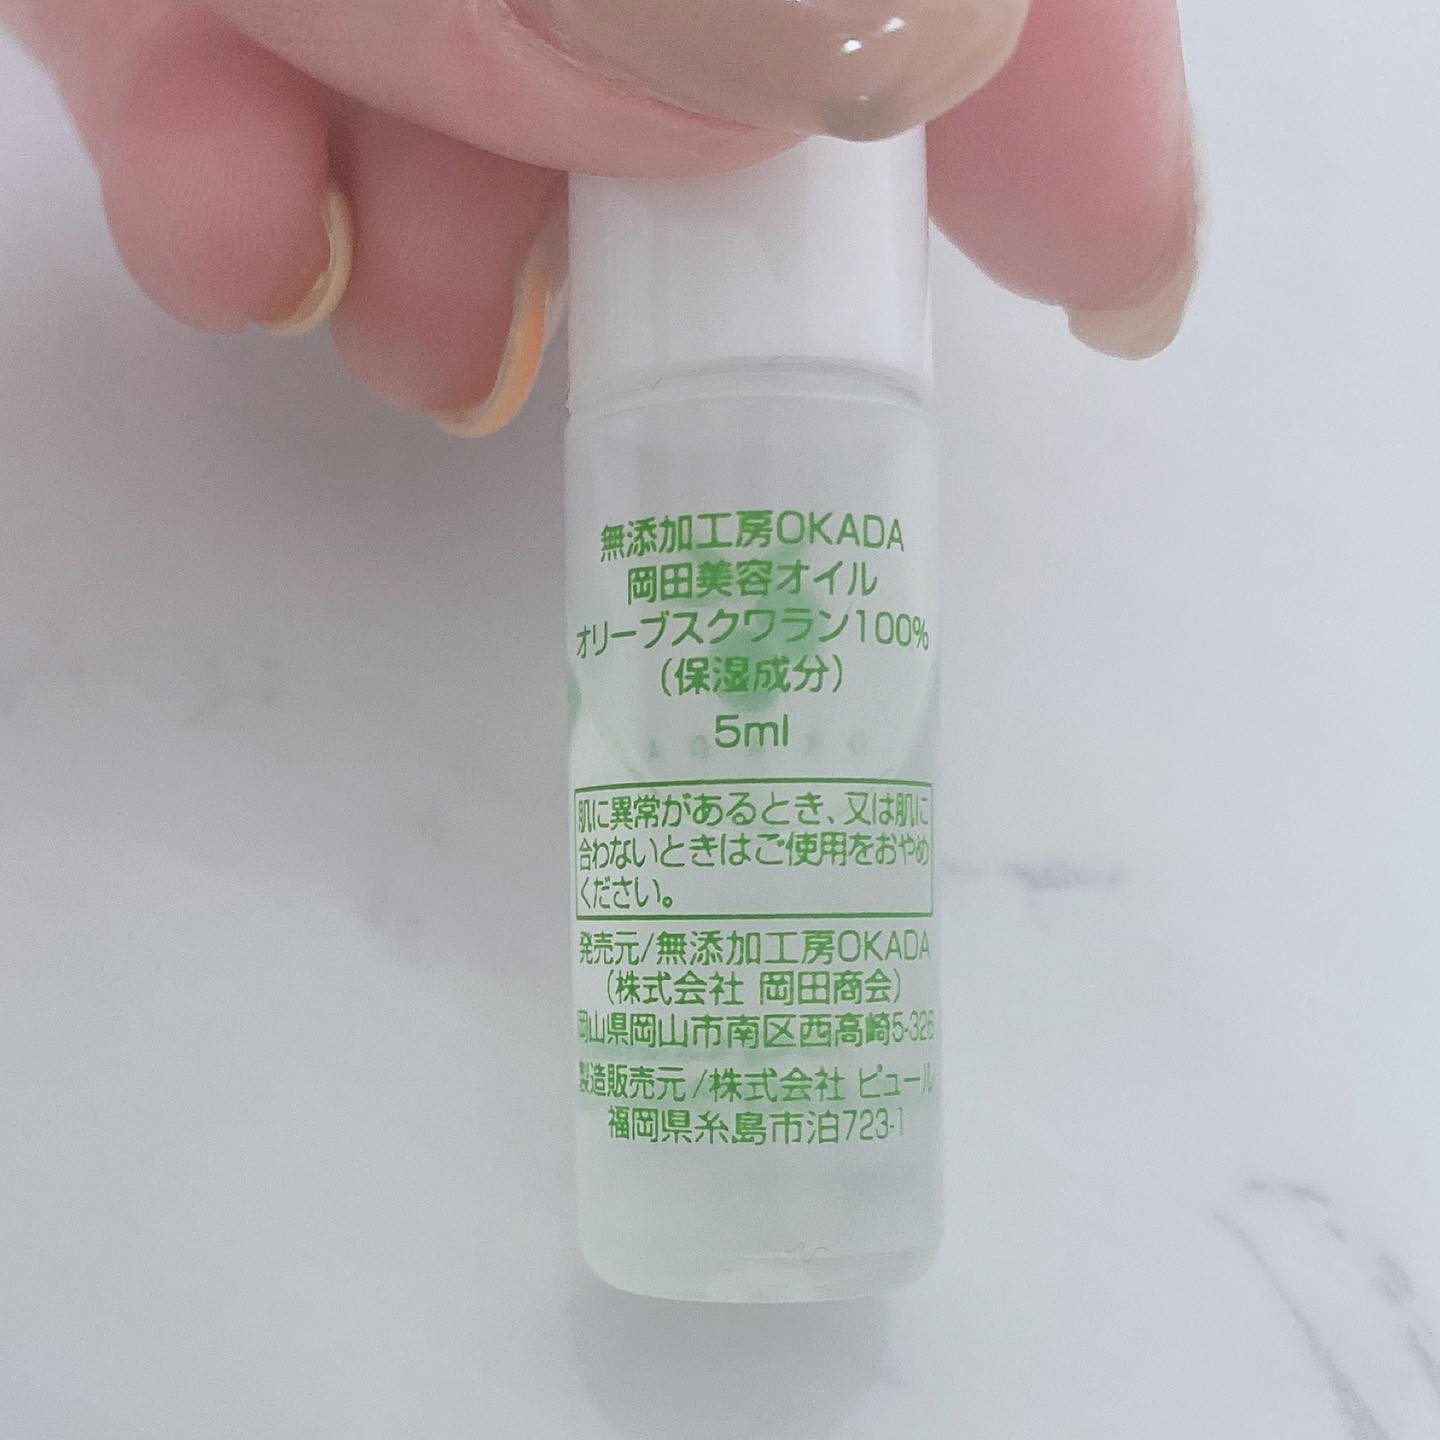 無添加工房OKADA
岡田美容オイル
オリーブスクワラン100%
(保湿成分)
5ml
肌に異常があるとき、又は肌に
合わないときはご使用をおやめ
ください。
発売元/無添加工房OKADA
(株式会社 岡田商会)
岡山県岡山市南区西高崎5-326
製造販売元/株式会社 ピュール
福岡県糸島市泊723-1